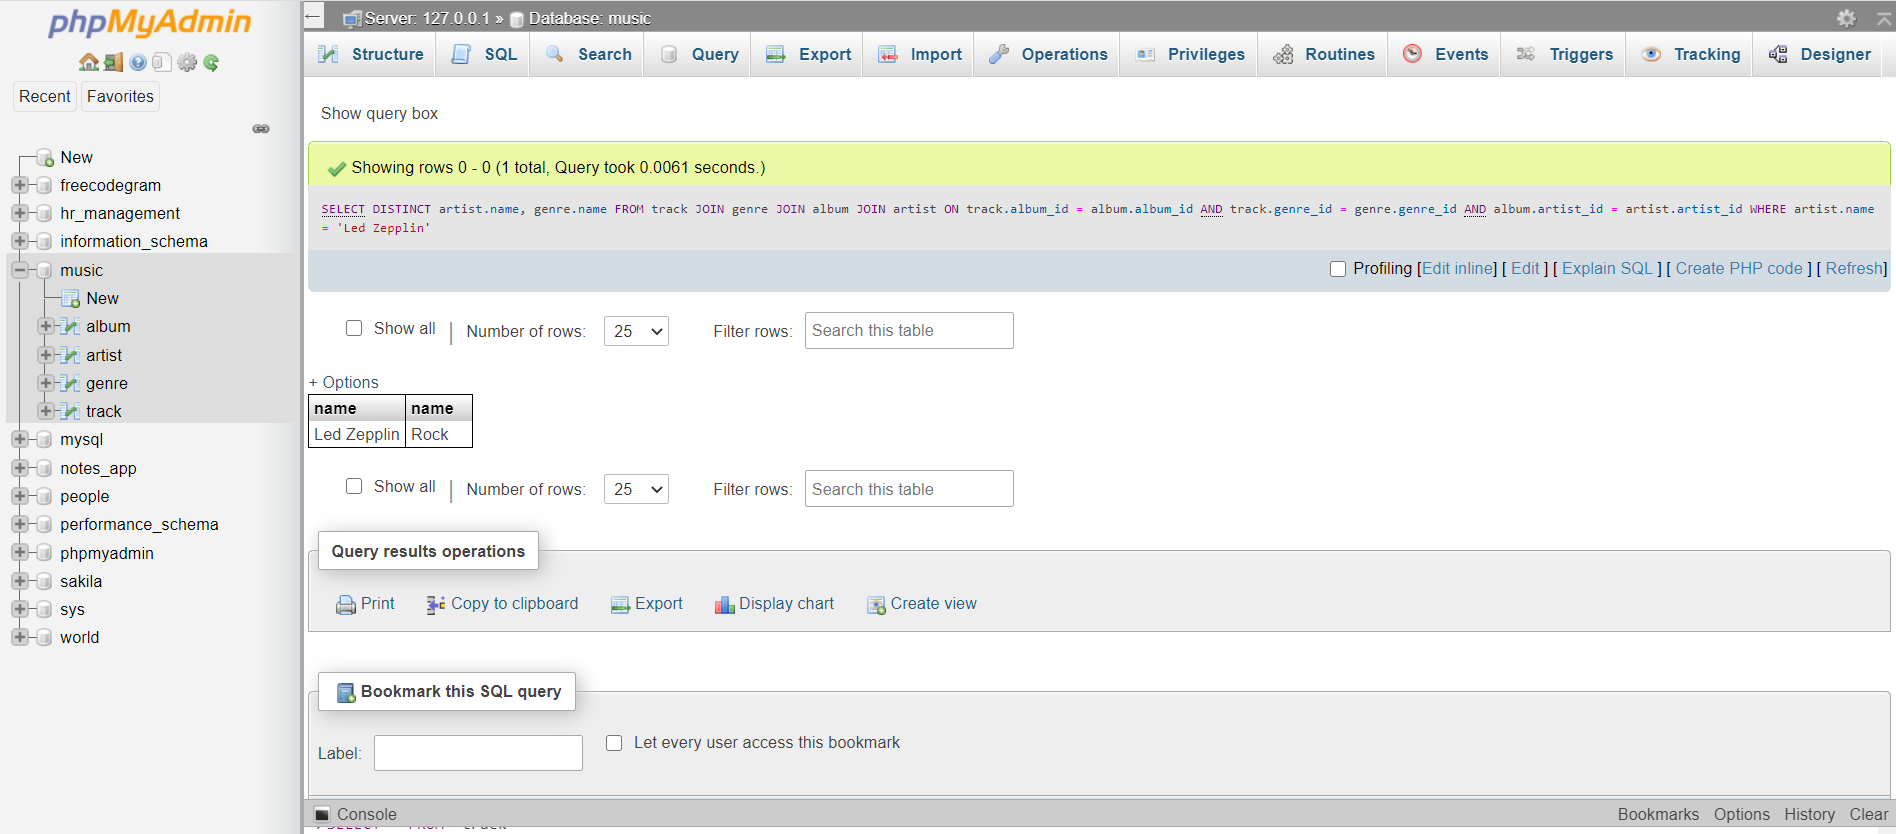 phpMyAdmin
Recent Favorites
New
freecodegram
hr_management
information_schema
music
New
album
artist
genre
track
mysql
notes_app
people
performance_schema
phpmyadmin
sakila
sys
world
Server: 127.0.0.1 » Database: music
Structure SQL Search Query Export Import Operations Privileges Routines Events Triggers Tracking Designer
Show query box
Showing rows 0 - 0 (1 total, Query took 0.0061 seconds.)
SELECT DISTINCT artist.name, genre.name FROM track JOIN genre JOIN album JOIN artist ON track.album_id = album.album_id AND track.genre_id = genre.genre_id AND album.artist_id = artist.artist_id WHERE artist.name
= 'Led Zepplin'
Profiling [Edit inline] [ Edit ] [ Explain SQL ] [ Create PHP code ] [ Refresh]
Show all | Number of rows: 25 Filter rows: Search this table
+ Options
name name
Led Zepplin Rock
Show all | Number of rows: 25 Filter rows: Search this table
Query results operations
Print Copy to clipboard Export Display chart Create view
Bookmark this SQL query
Label: Let every user access this bookmark
Console Bookmarks Options History Clear